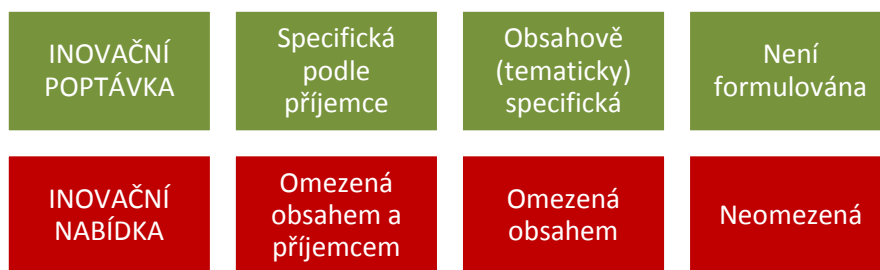 INOVAČNÍ
POPTÁVKA
Specifická
podle
příjemce
Obsahově
(tematicky)
specifická
Není
formulována
INOVAČNÍ
NABÍDKA
Omezená
obsahem a
příjemcem
Omezená
obsahem
Neomezená